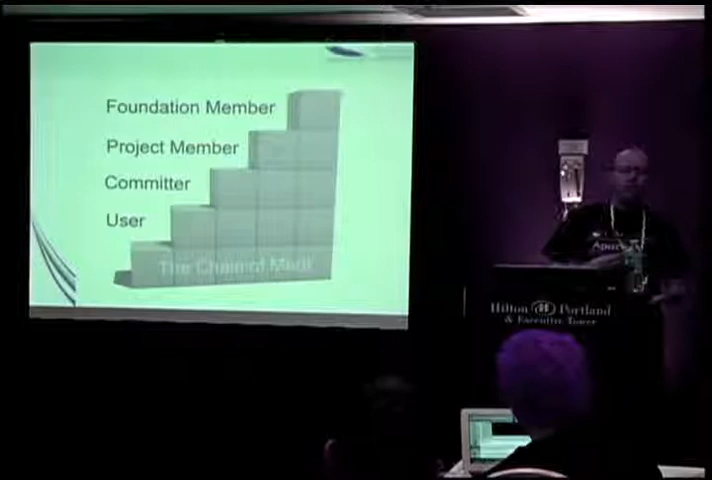 Foundation Member
Project Member
Committer
User
The Chain of Merit
Hilton Portland
& Executive Tower